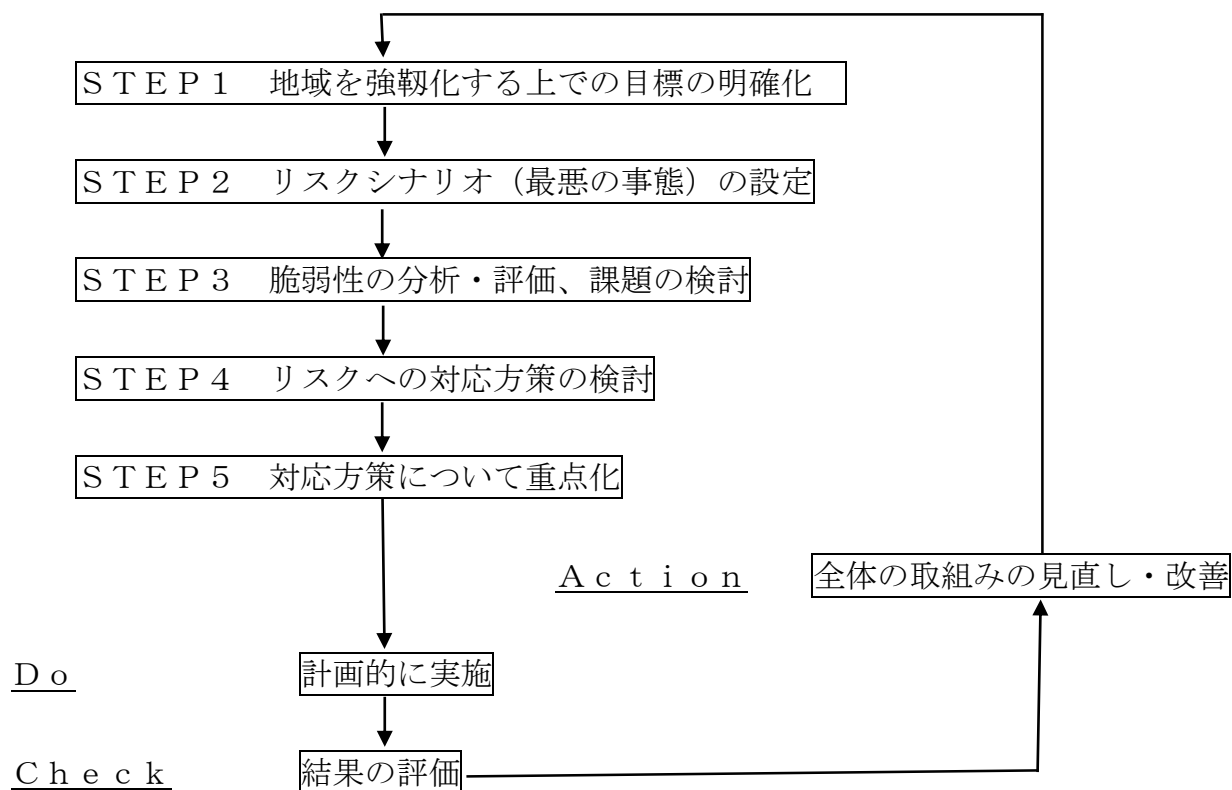 ＳＴＥＰ１　地域を強靱化する上での目標の明確化
ＳＴＥＰ２　リスクシナリオ（最悪の事態）の設定
ＳＴＥＰ３　脆弱性の分析・評価、課題の検討
ＳＴＥＰ４　リスクへの対応方策の検討
ＳＴＥＰ５　対応方策について重点化
Ａｃｔｉｏｎ　全体の取組みの見直し・改善
Ｄｏ　計画的に実施
Ｃｈｅｃｋ　結果の評価